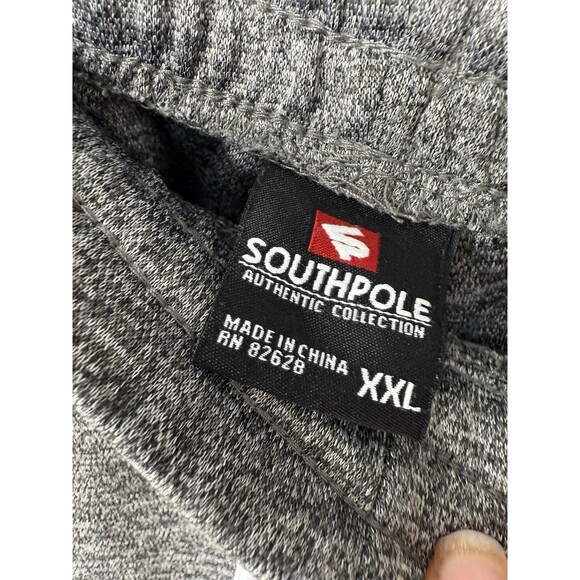 SOUTHPOLE
AUTHENTIC COLLECTION
MADE IN CHINA
RN 82628
XXL